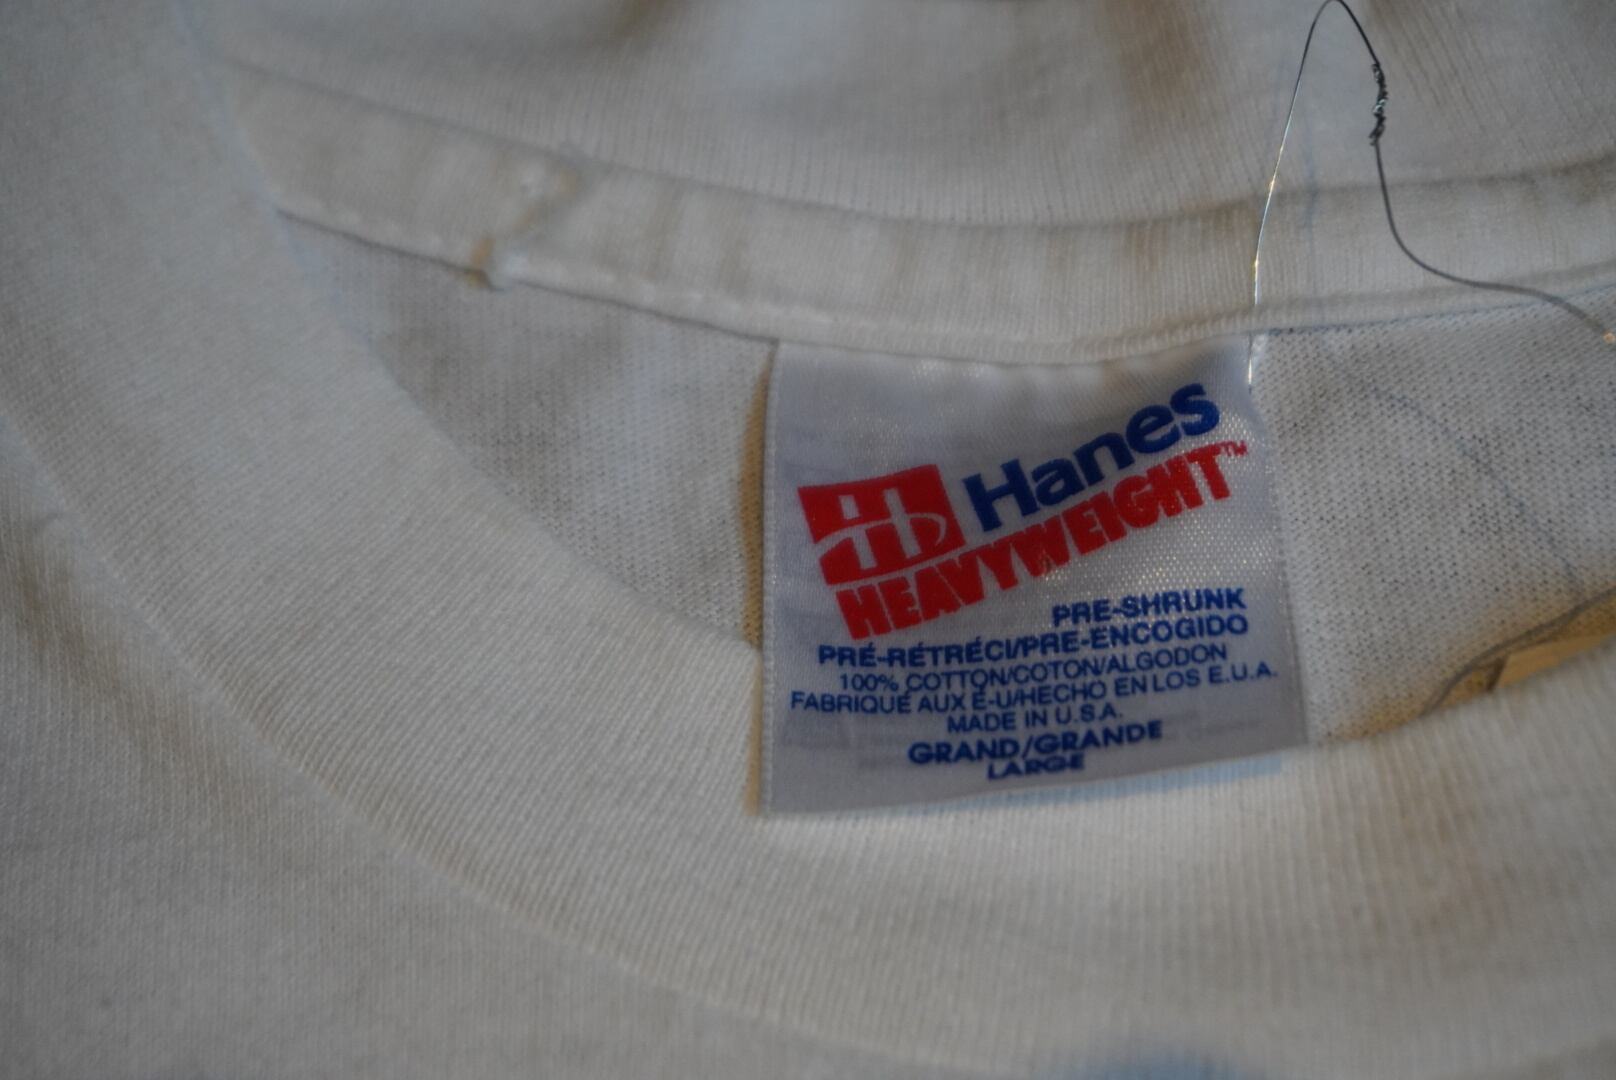 Hanes
HEAVYWEIGHT™
PRE-SHRUNK
PRÉ-RÉTRÉCI/PRE-ENCOGIDO
100% COTTON/COTON/ALGODON
FABRIQUÉ AUX É-U/HECHO EN LOS E.U.A.
MADE IN U.S.A.
GRAND/GRANDE
LARGE